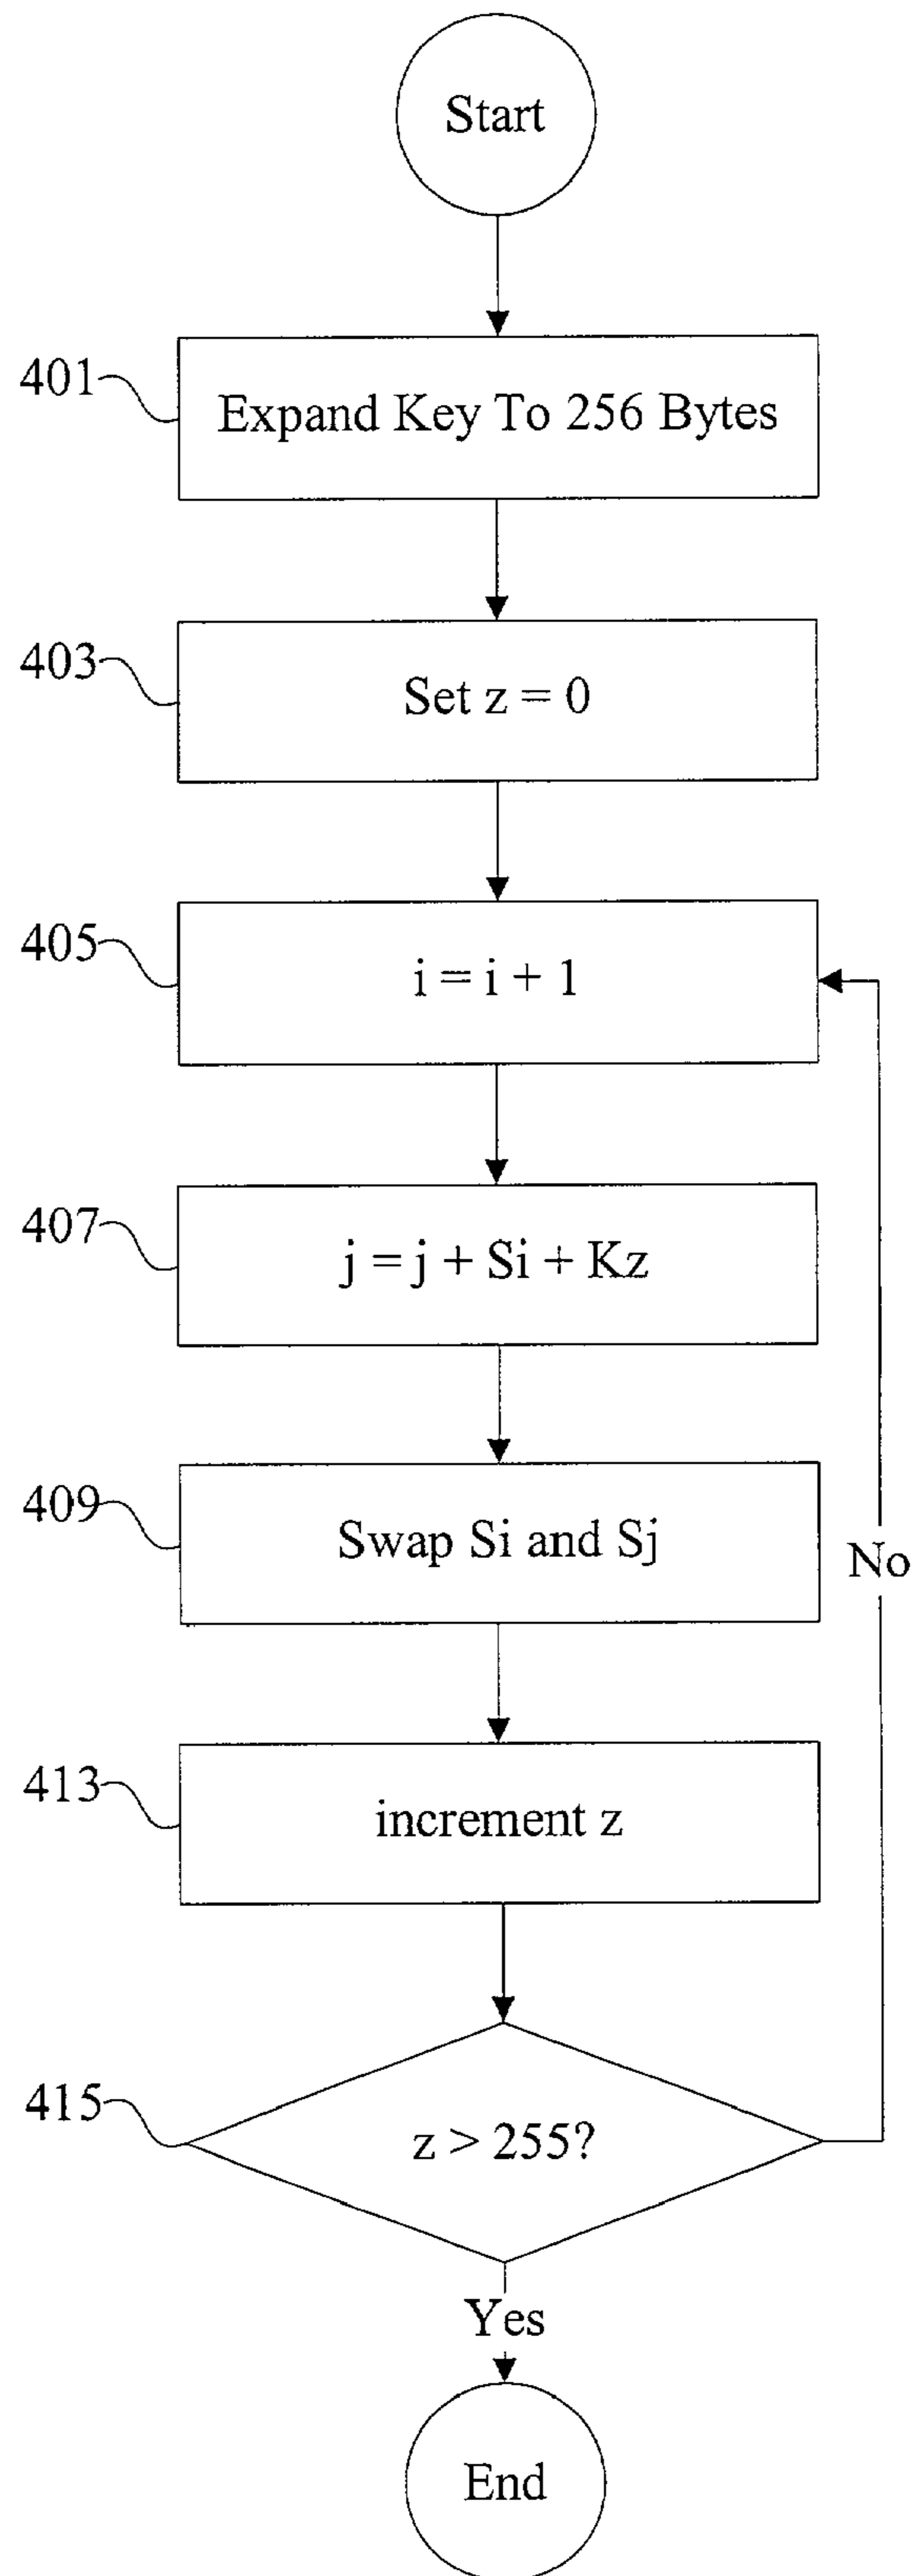 Start
401
Expand Key To 256 Bytes
403
Set z = 0
405
i = i + 1
407
j = j + Si + Kz
409
Swap Si and Sj
No
413
increment z
415
z > 255?
Yes
End